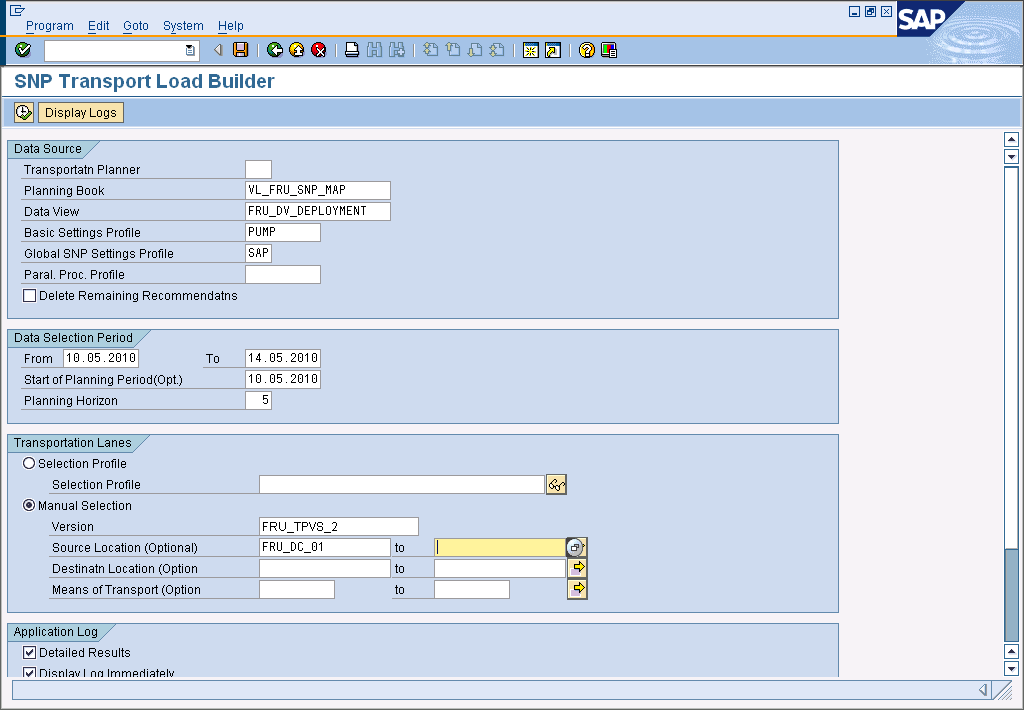 Program Edit Goto System Help
SAP
SNP Transport Load Builder
Display Logs
Data Source
Transportatn Planner
Planning Book VL_FRU_SNP_MAP
Data View FRU_DV_DEPLOYMENT
Basic Settings Profile PUMP
Global SNP Settings Profile SAP
Paral. Proc. Profile
Delete Remaining Recommendatns
Data Selection Period
From 10.05.2010 To 14.05.2010
Start of Planning Period(Opt.) 10.05.2010
Planning Horizon 5
Transportation Lanes
Selection Profile
Selection Profile
Manual Selection
Version FRU_TPVS_2
Source Location (Optional) FRU_DC_01 to
Destinatn Location (Option to
Means of Transport (Option to
Application Log
Detailed Results
Display Log Immediately